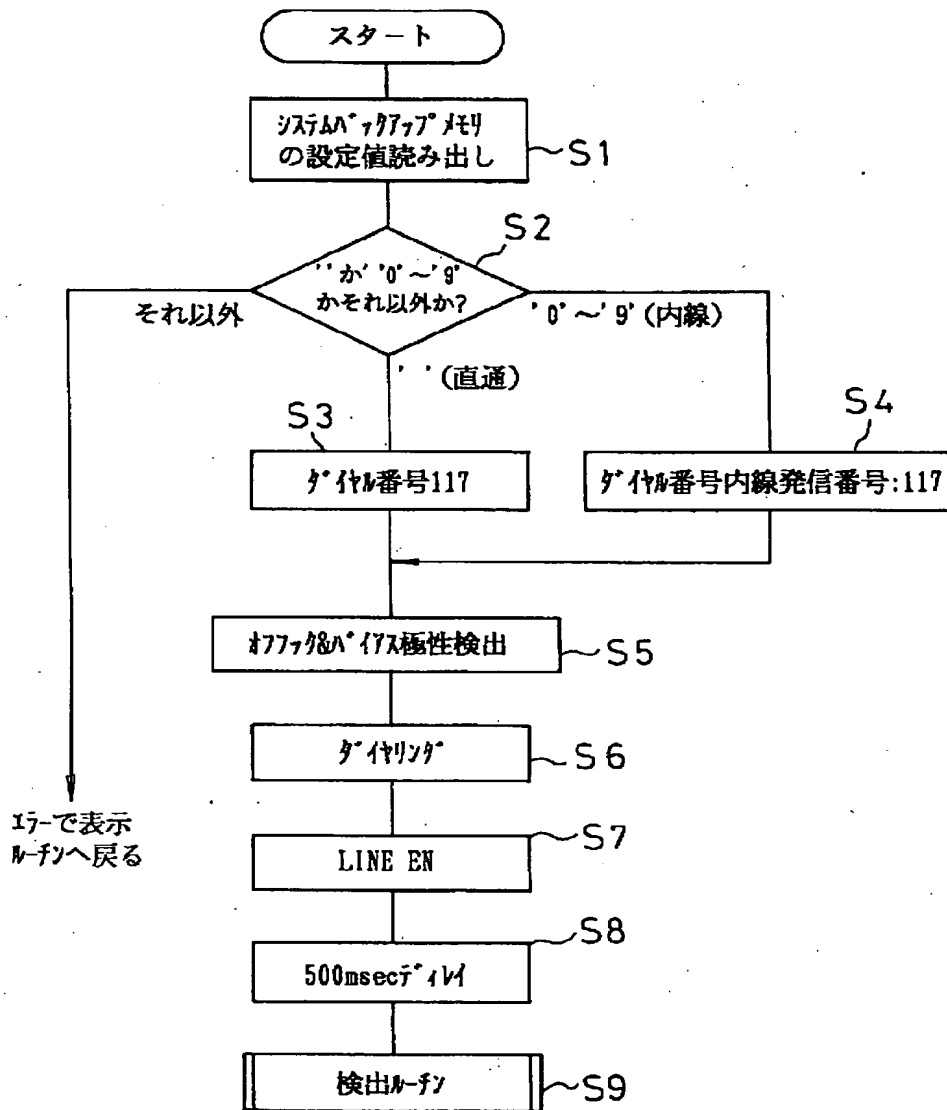 スタート
ｼｽﾃﾑﾊﾞｯｸｱｯﾌﾟﾒﾓﾘ
の設定値読み出し
S1
S2
' 'か'0'～'9'
かそれ以外か?
それ以外
'0'～'9'(内線)
' '(直通)
S3
ﾀﾞｲﾔﾙ番号117
S4
ﾀﾞｲﾔﾙ番号内線発信番号:117
ｵﾌﾌｯｸ&ﾊﾞｲｱｽ極性検出
S5
ﾀﾞｲﾔﾘﾝｸﾞ
S6
ｴﾗｰで表示
ﾙｰﾁﾝへ戻る
LINE EN
S7
500msecﾃﾞｨﾚｲ
S8
検出ﾙｰﾁﾝ
S9